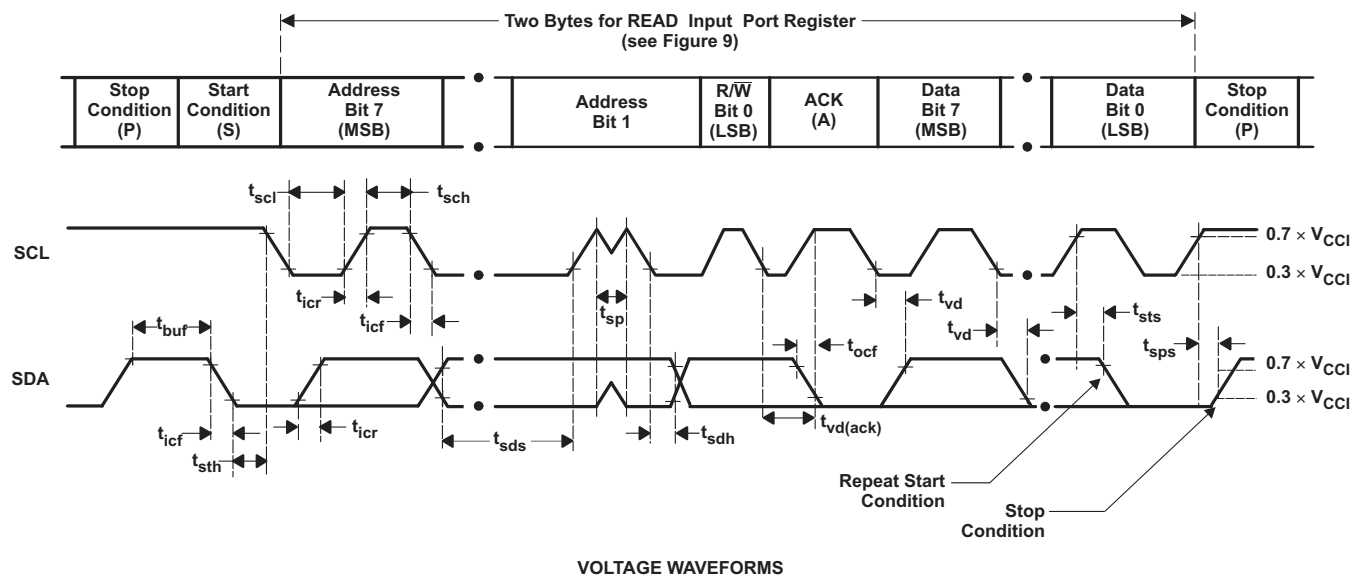 Two Bytes for READ Input Port Register
(see Figure 9)
Stop
Condition
(P)
Start
Condition
(S)
Address
Bit 7
(MSB)
Address
Bit 1
R/W̅
Bit 0
(LSB)
ACK
(A)
Data
Bit 7
(MSB)
Data
Bit 0
(LSB)
Stop
Condition
(P)
tscl
tsch
SCL
0.7 × VCCI
0.3 × VCCI
ticr
ticf
tbuf
tsp
tvd
tvd
tsts
tocf
tsps
SDA
0.7 × VCCI
0.3 × VCCI
ticf
ticr
tsth
tsds
tsdh
tvd(ack)
Repeat Start
Condition
Stop
Condition
VOLTAGE WAVEFORMS